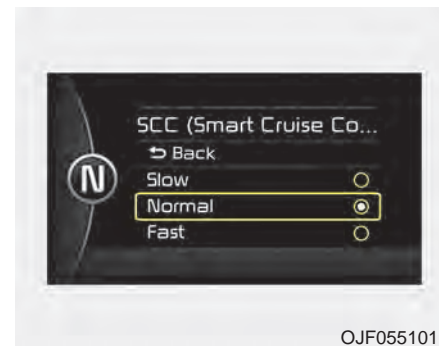 SCC (Smart Cruise Co...
Back
N
Slow
Normal
Fast
OJF055101